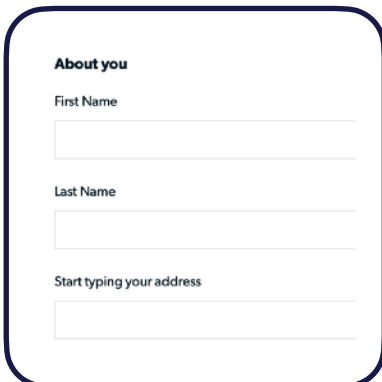 About you
First Name
Last Name
Start typing your address